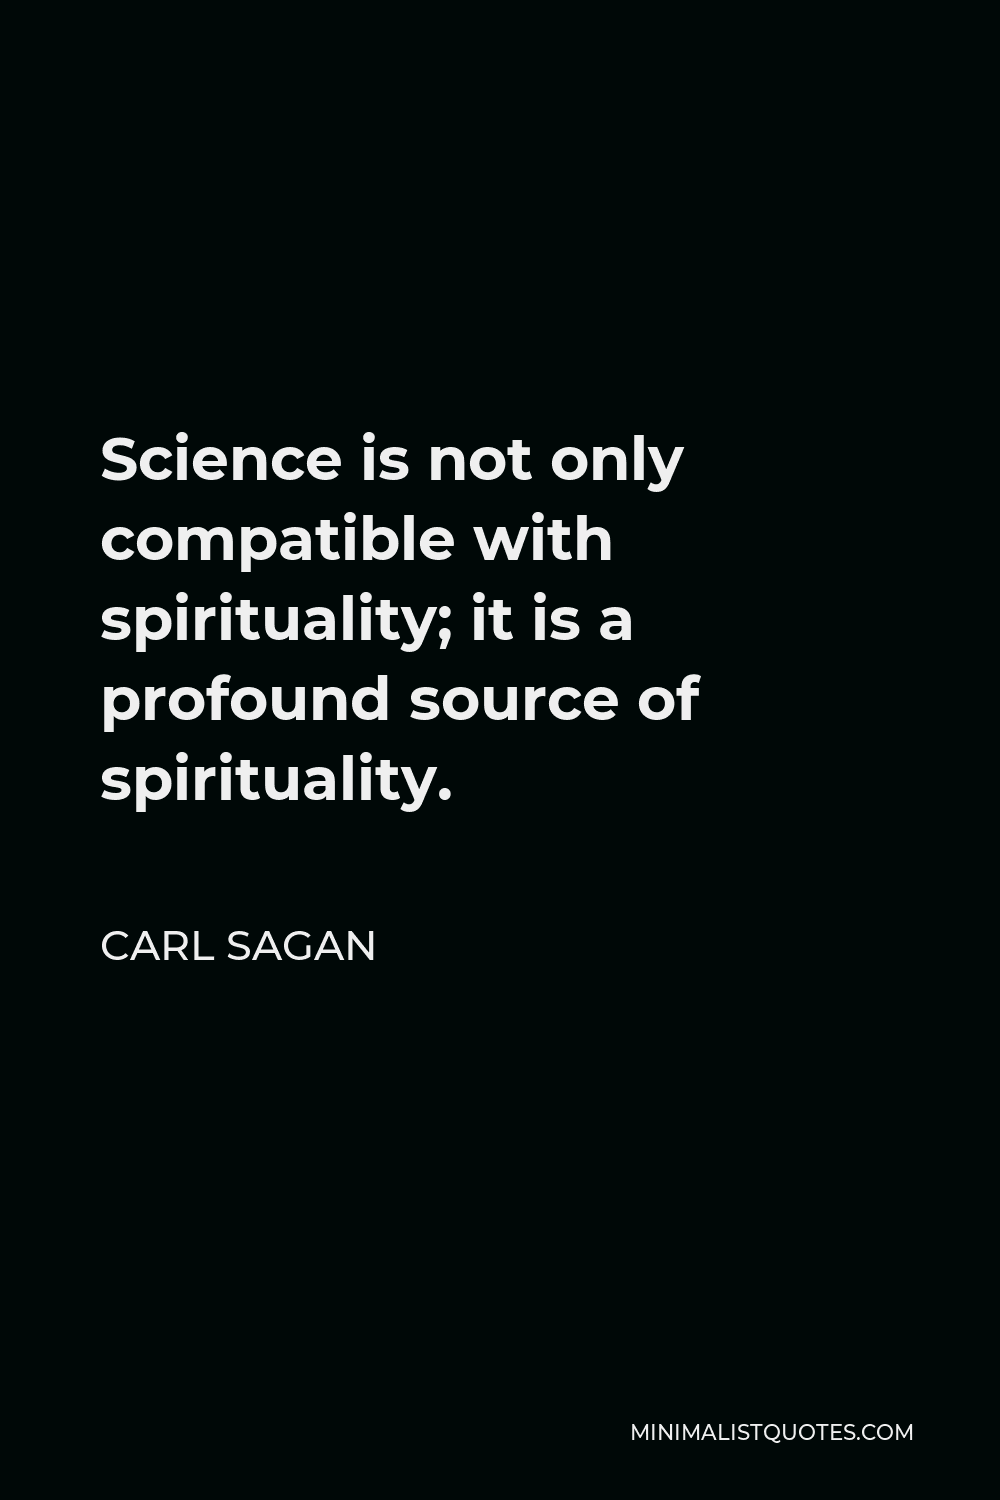 Science is not only
compatible with
spirituality; it is a
profound source of
spirituality.
CARL SAGAN
MINIMALISTQUOTES.COM